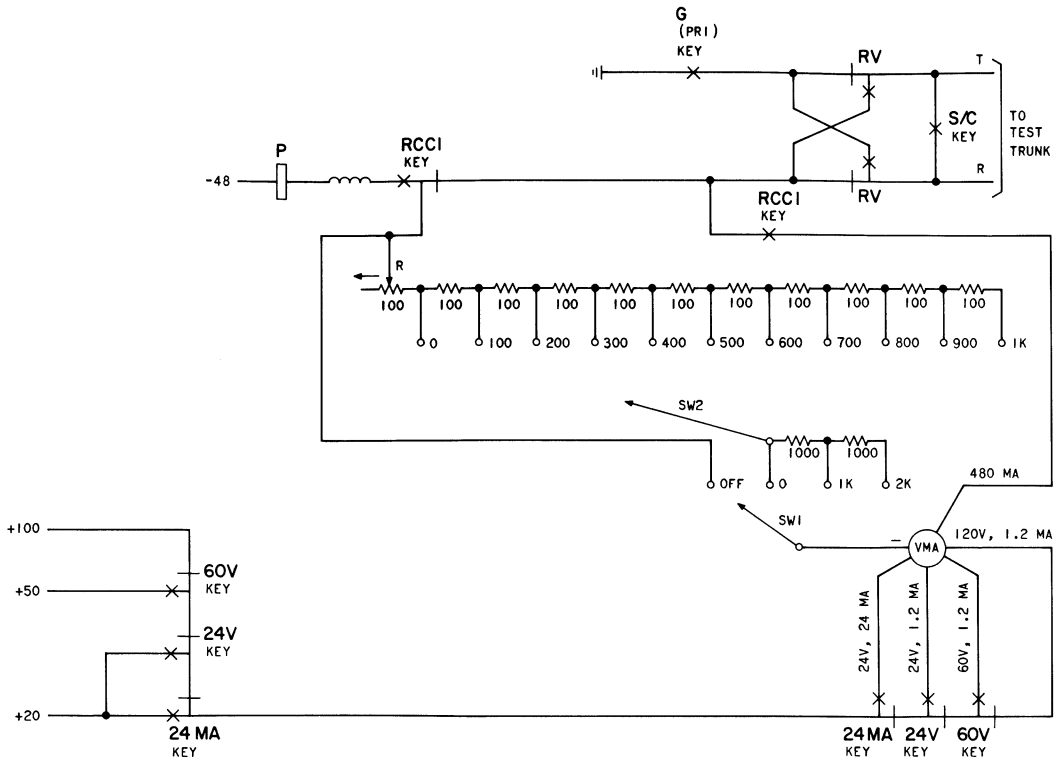 G
(PRI)
KEY
RV
T
S/C
KEY
TO
TEST
TRUNK
P
RCCI
KEY
-48
R
RV
RCCI
KEY
R
100 100 100 100 100 100 100 100 100 100 100
0 100 200 300 400 500 600 700 800 900 1K
SW2
1000 1000
OFF 0 1K 2K
480 MA
SW1
- VMA
120V, 1.2 MA
+100
60V
KEY
+50
24V
KEY
24V, 24 MA
24V, 1.2 MA
60V, 1.2 MA
+20
24 MA
KEY
24MA 24V 60V
KEY KEY KEY